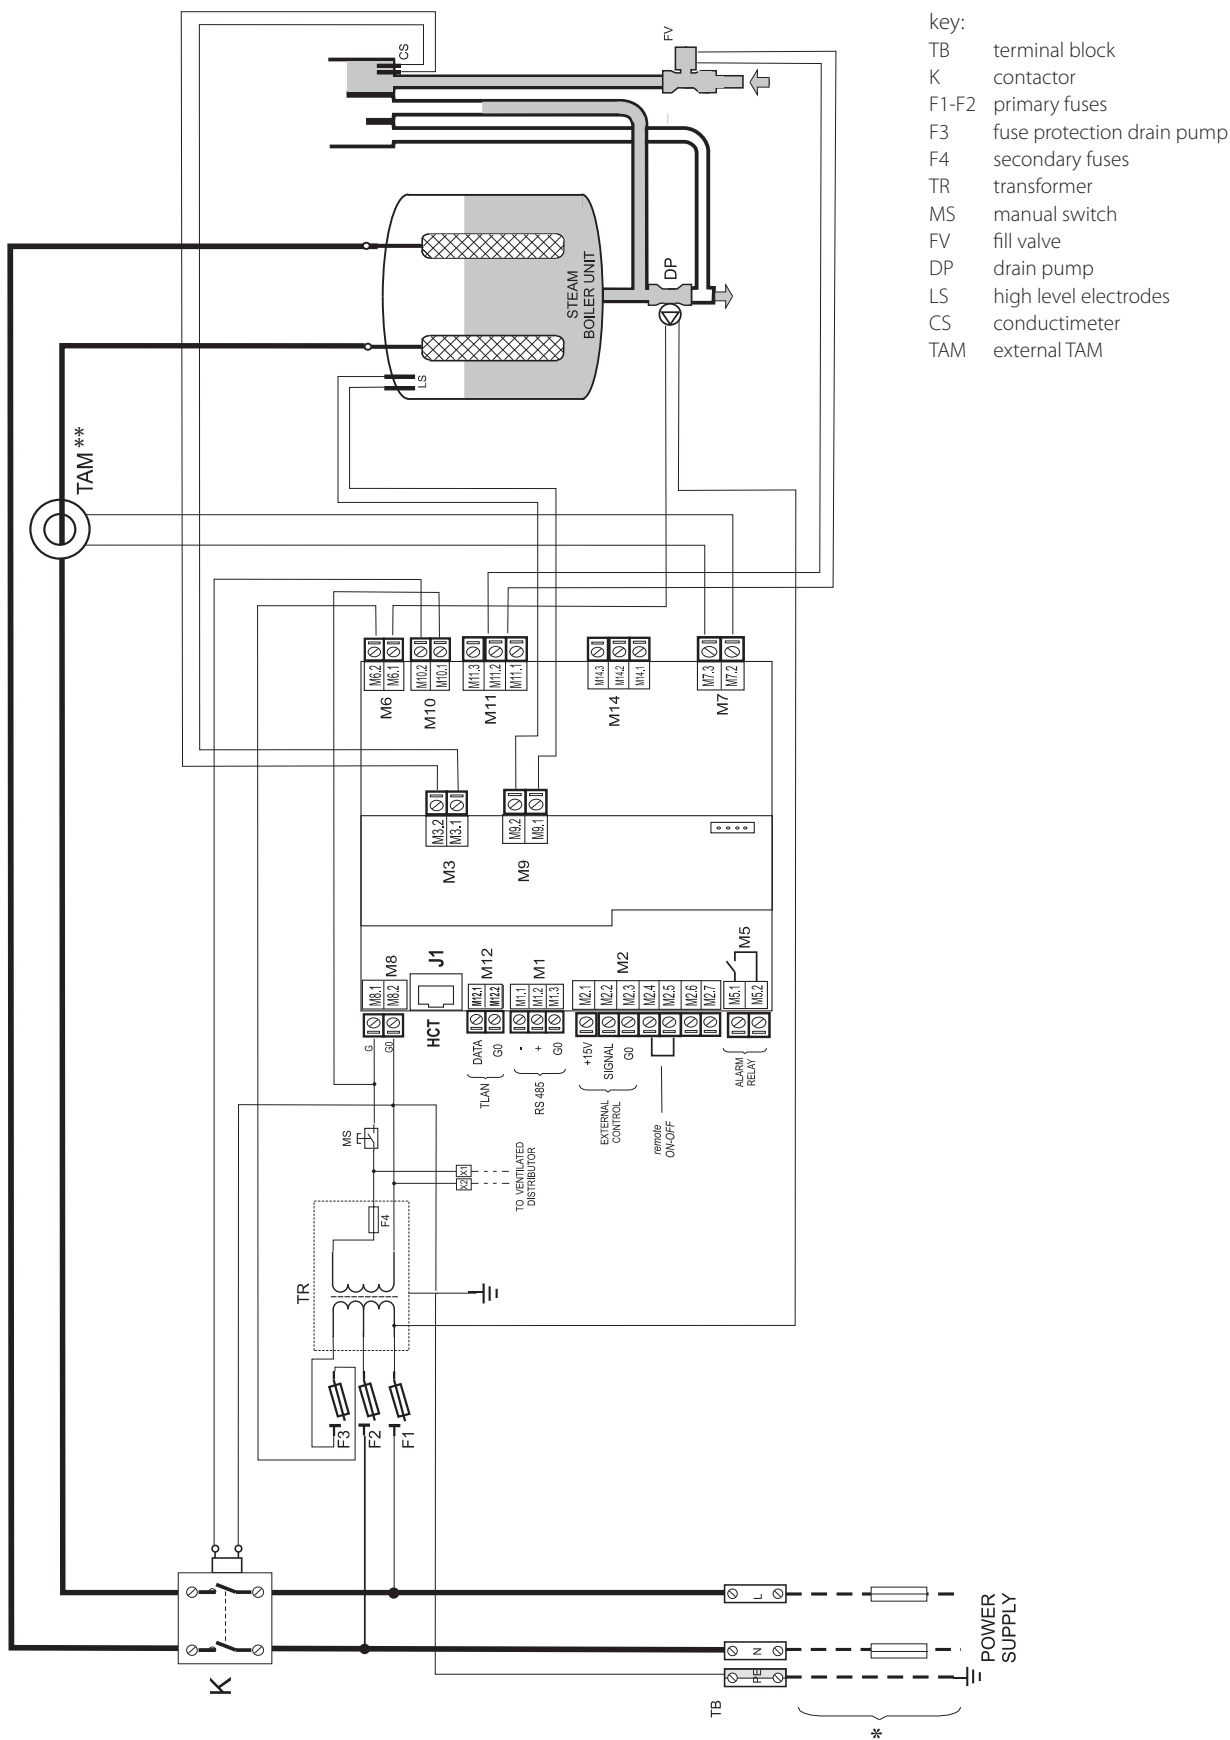 key:
TB terminal block
K contactor
F1-F2 primary fuses
F3 fuse protection drain pump
F4 secondary fuses
TR transformer
MS manual switch
FV fill valve
DP drain pump
LS high level electrodes
CS conductimeter
TAM external TAM
CS
FV
STEAM
BOILER UNIT
DP
LS
TAM **
M6.2
M6.1
M10.2
M10.1
M11.3
M11.2
M11.1
M14.3
M14.2
M14.1
M7.3
M7.2
M6
M10
M11
M14
M7
M3.2
M3.1
M9.2
M9.1
M3
M9
M8
J1
M12
M1
M2
M5
M8.1
M8.2
M12.1
M12.2
M1.1
M1.2
M1.3
M2.1
M2.2
M2.3
M2.4
M2.5
M2.6
M2.7
M5.1
M5.2
G
G0
HCT
DATA
G0
TLAN
-
+
G0
RS 485
+15V
SIGNAL
G0
EXTERNAL
CONTROL
remote
ON-OFF
ALARM
RELAY
MS
X1
X2
TO VENTILATED
DISTRIBUTOR
F4
TR
F3
F2
F1
K
L
N
PE
TB
POWER
SUPPLY
*